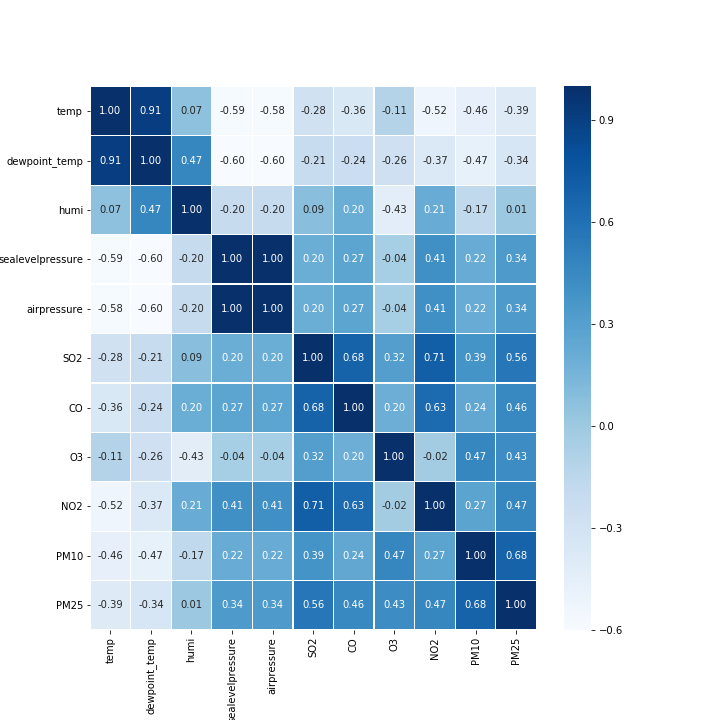 temp 1.00 0.91 0.07 -0.59 -0.58 -0.28 -0.36 -0.11 -0.52 -0.46 -0.39
dewpoint_temp 0.91 1.00 0.47 -0.60 -0.60 -0.21 -0.24 -0.26 -0.37 -0.47 -0.34
humi 0.07 0.47 1.00 -0.20 -0.20 0.09 0.20 -0.43 0.21 -0.17 0.01
sealevelpressure -0.59 -0.60 -0.20 1.00 1.00 0.20 0.27 -0.04 0.41 0.22 0.34
airpressure -0.58 -0.60 -0.20 1.00 1.00 0.20 0.27 -0.04 0.41 0.22 0.34
SO2 -0.28 -0.21 0.09 0.20 0.20 1.00 0.68 0.32 0.71 0.39 0.56
CO -0.36 -0.24 0.20 0.27 0.27 0.68 1.00 0.20 0.63 0.24 0.46
O3 -0.11 -0.26 -0.43 -0.04 -0.04 0.32 0.20 1.00 -0.02 0.47 0.43
NO2 -0.52 -0.37 0.21 0.41 0.41 0.71 0.63 -0.02 1.00 0.27 0.47
PM10 -0.46 -0.47 -0.17 0.22 0.22 0.39 0.24 0.47 0.27 1.00 0.68
PM25 -0.39 -0.34 0.01 0.34 0.34 0.56 0.46 0.43 0.47 0.68 1.00
temp
dewpoint_temp
humi
sealevelpressure
airpressure
SO2
CO
O3
NO2
PM10
PM25
0.9
0.6
0.3
0.0
−0.3
−0.6